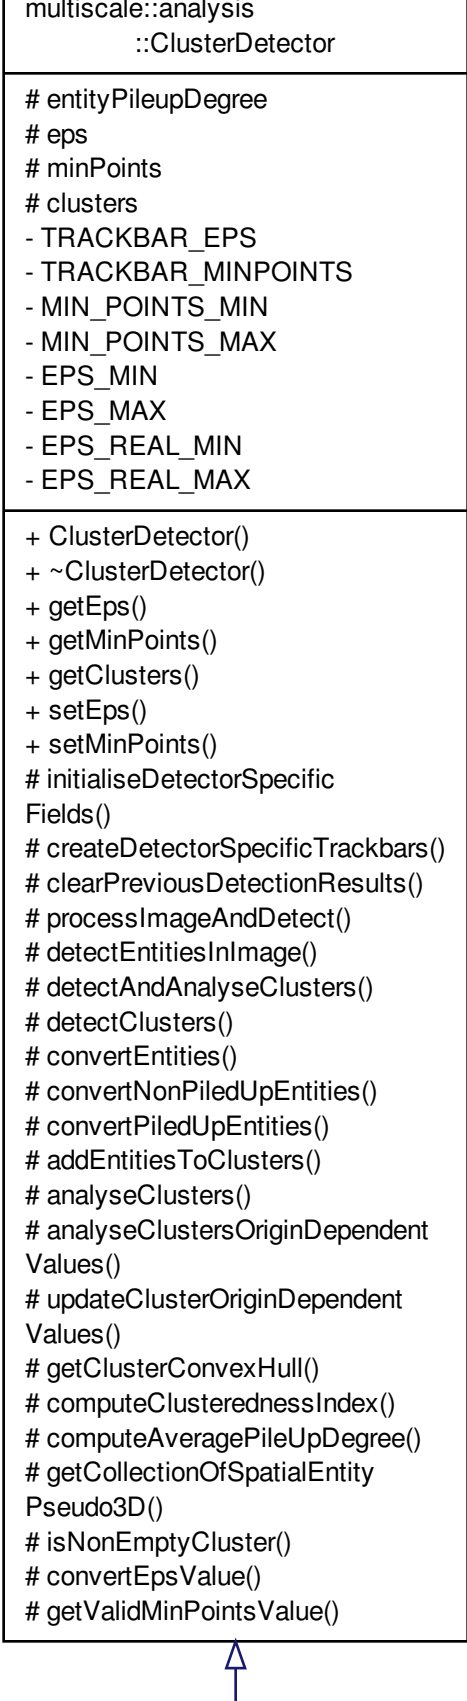 multiscale::analysis
::ClusterDetector
# entityPileupDegree
# eps
# minPoints
# clusters
- TRACKBAR_EPS
- TRACKBAR_MINPOINTS
- MIN_POINTS_MIN
- MIN_POINTS_MAX
- EPS_MIN
- EPS_MAX
- EPS_REAL_MIN
- EPS_REAL_MAX
+ ClusterDetector()
+ ~ClusterDetector()
+ getEps()
+ getMinPoints()
+ getClusters()
+ setEps()
+ setMinPoints()
# initialiseDetectorSpecific
Fields()
# createDetectorSpecificTrackbars()
# clearPreviousDetectionResults()
# processImageAndDetect()
# detectEntitiesInImage()
# detectAndAnalyseClusters()
# detectClusters()
# convertEntities()
# convertNonPiledUpEntities()
# convertPiledUpEntities()
# addEntitiesToClusters()
# analyseClusters()
# analyseClustersOriginDependent
Values()
# updateClusterOriginDependent
Values()
# getClusterConvexHull()
# computeClusterednessIndex()
# computeAveragePileUpDegree()
# getCollectionOfSpatialEntity
Pseudo3D()
# isNonEmptyCluster()
# convertEpsValue()
# getValidMinPointsValue()